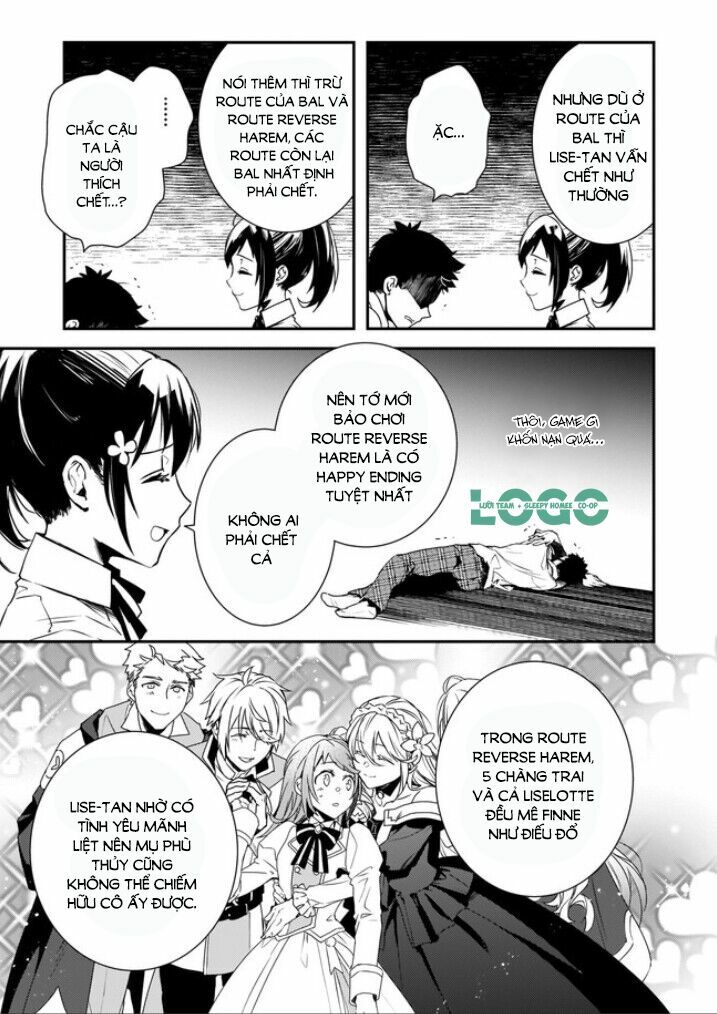 NHƯNG DÙ Ở
ROUTE CỦA
BAL THÌ
LISE-TAN VẪN
CHẾT NHƯ
THƯỜNG
ẶC...
NÓI THÊM THÌ TRỪ
ROUTE CỦA BAL VÀ
ROUTE REVERSE
HAREM, CÁC
ROUTE CÒN LẠI
BAL NHẤT ĐỊNH
PHẢI CHẾT.
......
CHẮC CẬU
TA LÀ
NGƯỜI
THÍCH
CHẾT...?
THÔI, GAME GÌ
KHỐN NẠN QUÁ...
NÊN TỚ MỚI
BẢO CHƠI
ROUTE REVERSE
HAREM LÀ CÓ
HAPPY ENDING
TUYỆT NHẤT
KHÔNG AI
PHẢI CHẾT
CẢ
LOGO
LƯỜI TEAM + SLEEPY HOMEE CO-OP
TRONG ROUTE
REVERSE HAREM,
5 CHÀNG TRAI
VÀ CẢ LISELOTTE
ĐỀU MÊ FINNE
NHƯ ĐIẾU ĐỔ
LISE-TAN NHỜ CÓ
TÌNH YÊU MÃNH
LIỆT NÊN MỤ PHÙ
THỦY CŨNG
KHÔNG THỂ CHIẾM
HỮU CÔ ẤY ĐƯỢC.